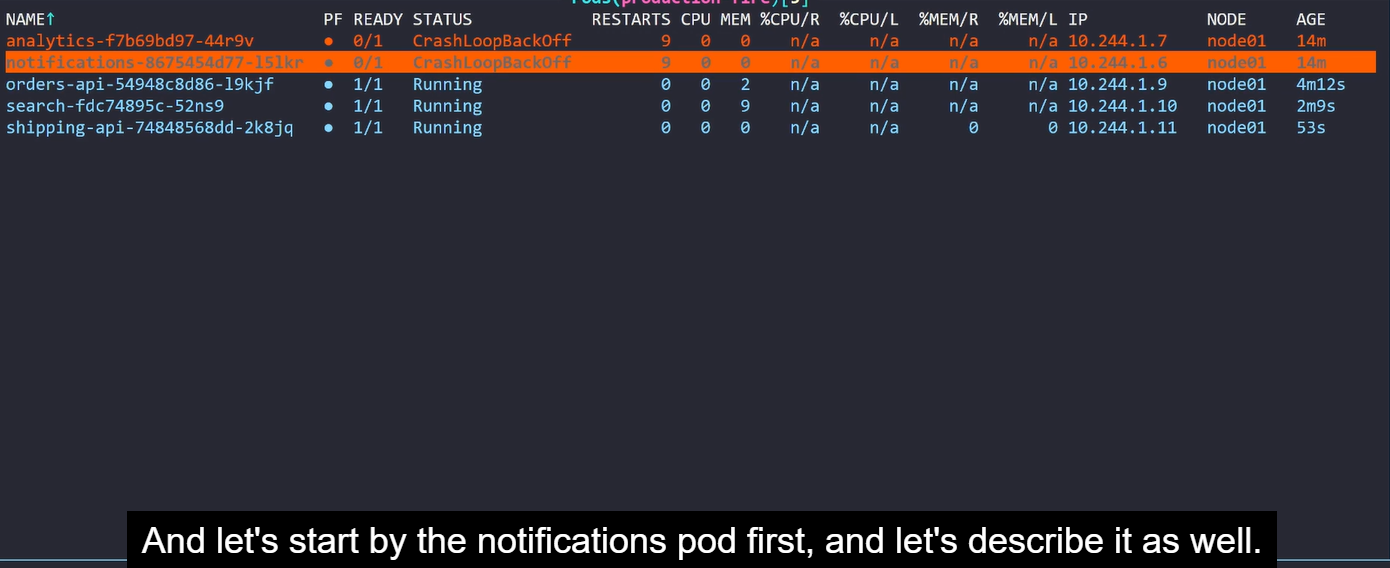 Pods(production-fire)[5]
NAME↑ PF READY STATUS RESTARTS CPU MEM %CPU/R %CPU/L %MEM/R %MEM/L IP NODE AGE
analytics-f7b69bd97-44r9v ● 0/1 CrashLoopBackOff 9 0 0 n/a n/a n/a n/a 10.244.1.7 node01 14m
notifications-8675454d77-l5lkr ● 0/1 CrashLoopBackOff 9 0 0 n/a n/a n/a n/a 10.244.1.6 node01 14m
orders-api-54948c8d86-l9kjf ● 1/1 Running 0 0 2 n/a n/a n/a n/a 10.244.1.9 node01 4m12s
search-fdc74895c-52ns9 ● 1/1 Running 0 0 9 n/a n/a n/a n/a 10.244.1.10 node01 2m9s
shipping-api-74848568dd-2k8jq ● 1/1 Running 0 0 0 n/a n/a 0 0 10.244.1.11 node01 53s
And let's start by the notifications pod first, and let's describe it as well.